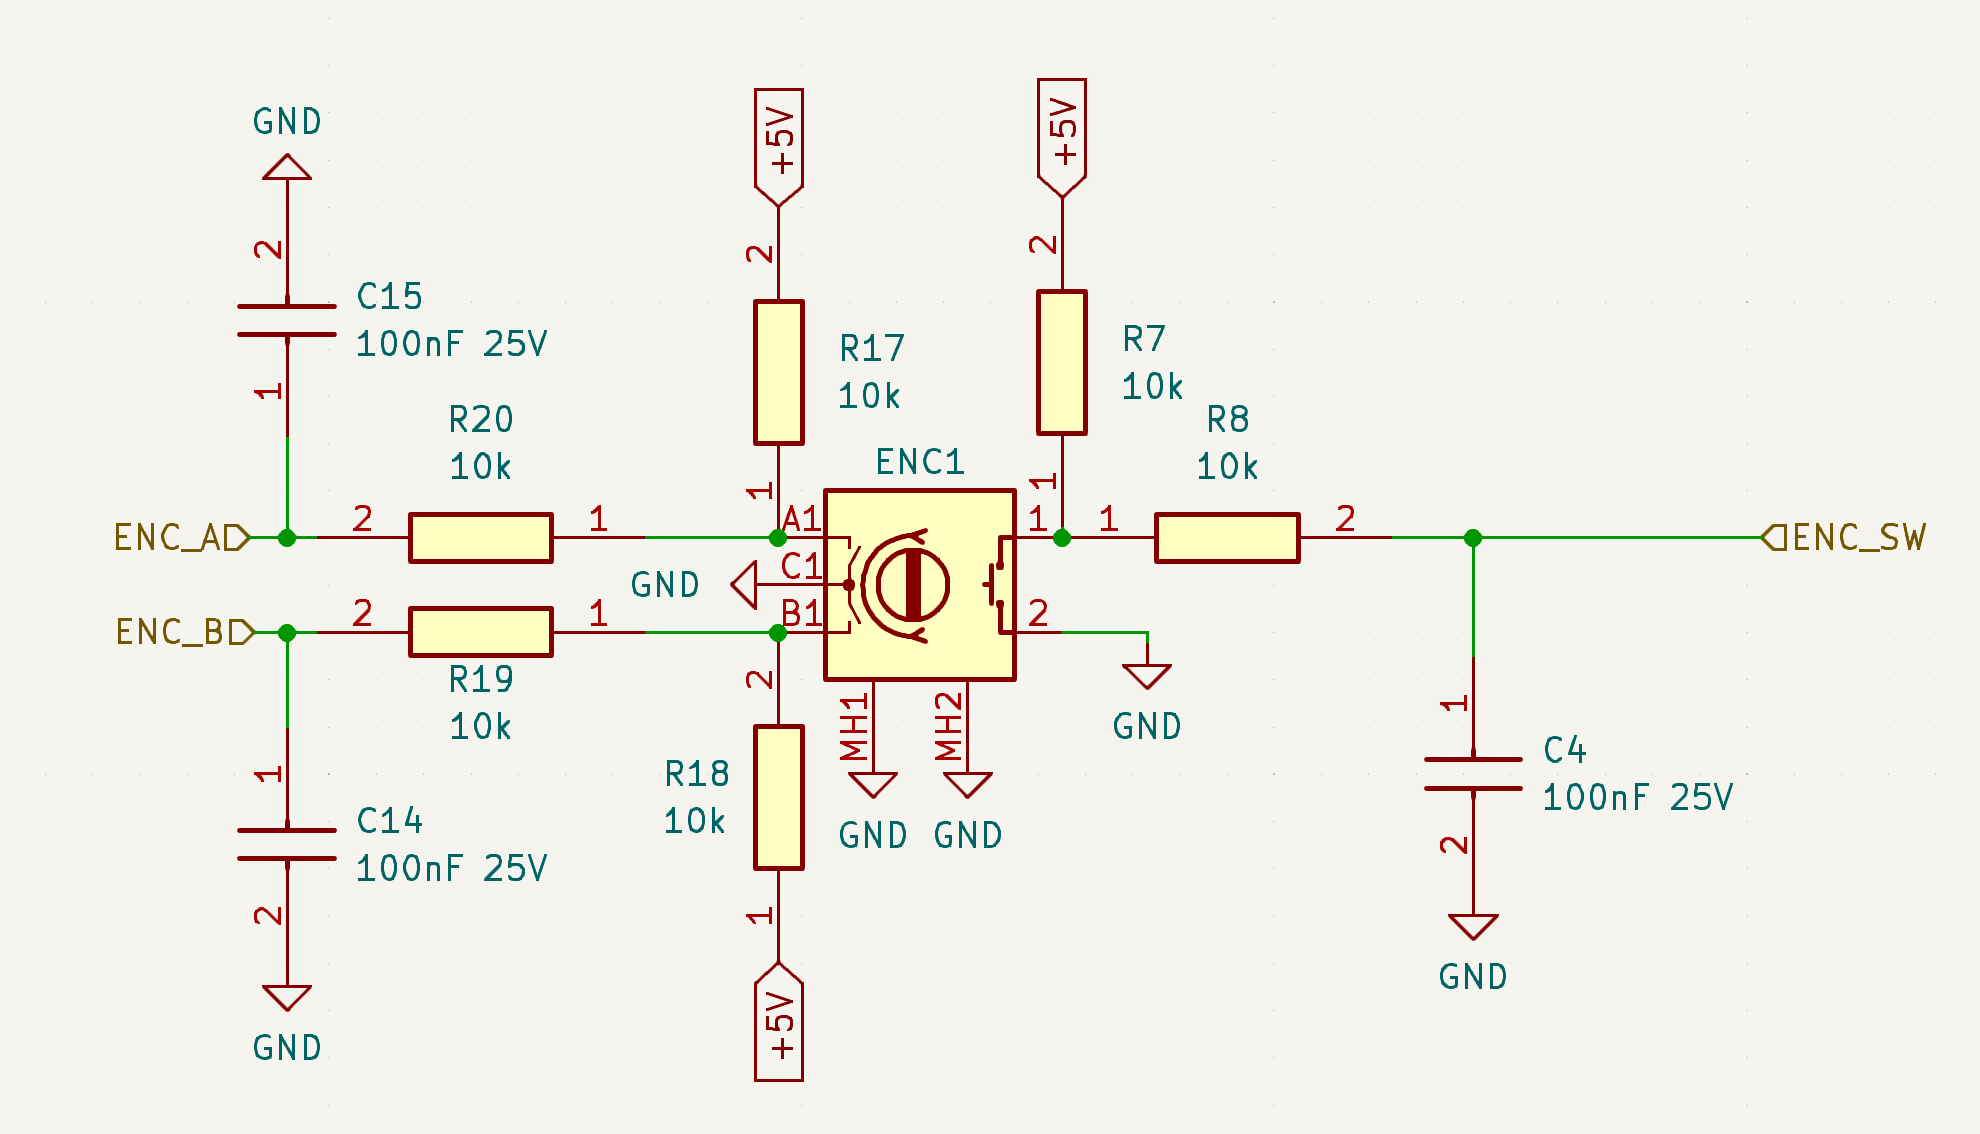 GND
+5V
+5V
2
2
2
C15
100nF 25V
R17
10k
R7
10k
1
R20
10k
R8
10k
ENC1
1
1
ENC_A
2
1
A1
1
1
2
ENC_SW
GND
C1
ENC_B
2
1
B1
2
R19
10k
2
MH1
MH2
GND
1
C4
100nF 25V
1
R18
10k
C14
100nF 25V
GND
GND
2
2
1
GND
+5V
GND